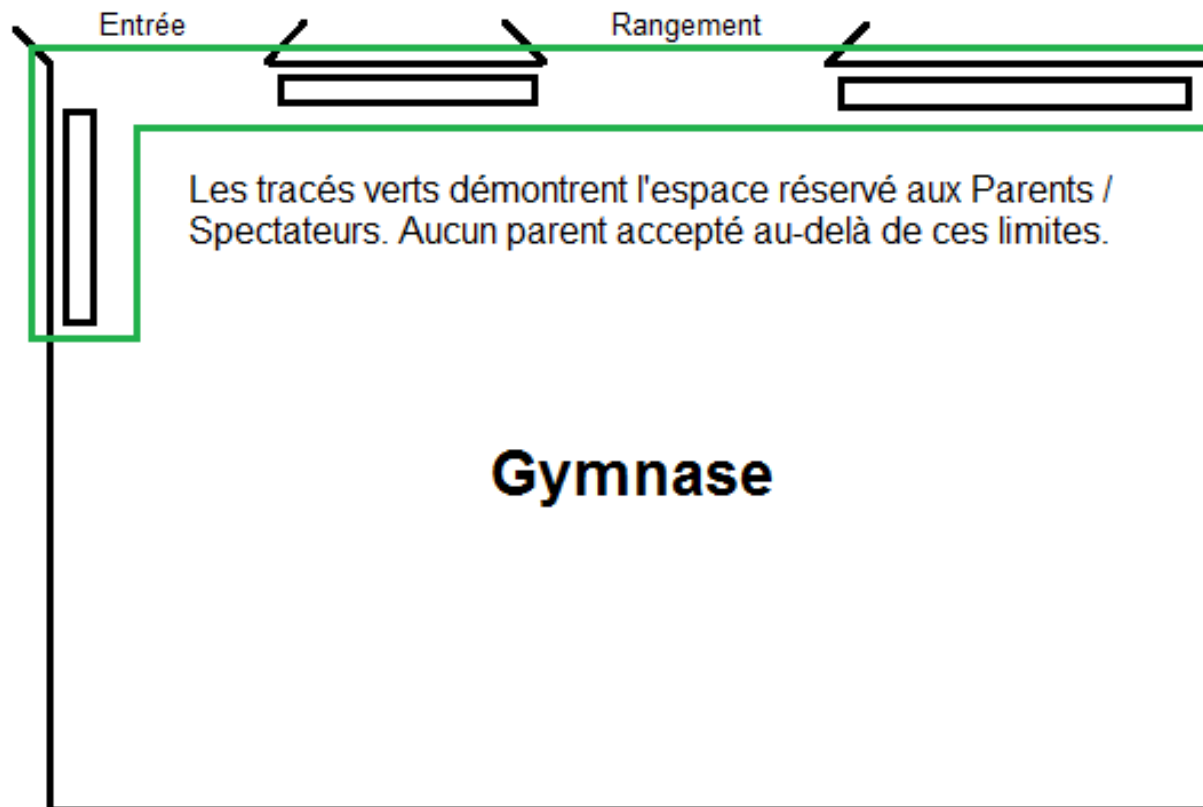 Entrée
Rangement
Les tracés verts démontrent l'espace réservé aux Parents /
Spectateurs. Aucun parent accepté au-delà de ces limites.
Gymnase